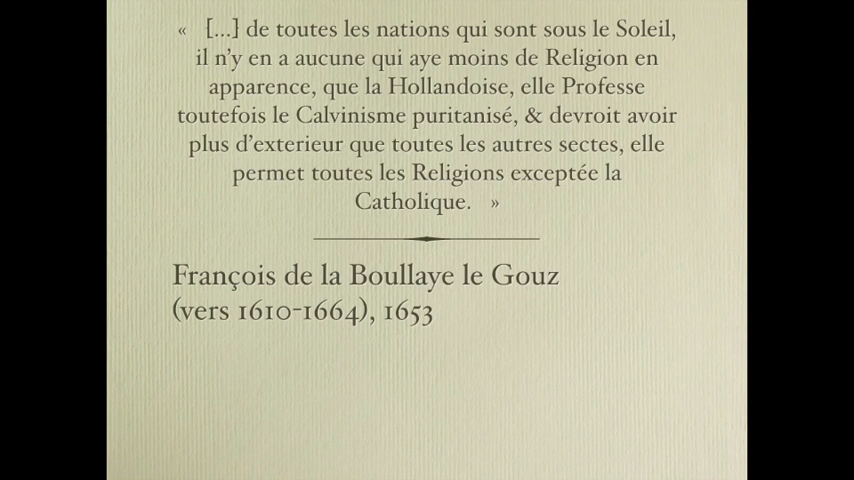 «   [...] de toutes les nations qui sont sous le Soleil,
il n’y en a aucune qui aye moins de Religion en
apparence, que la Hollandoise, elle Professe
toutefois le Calvinisme puritanisé, & devroit avoir
plus d’exterieur que toutes les autres sectes, elle
permet toutes les Religions exceptée la
Catholique.   »
François de la Boullaye le Gouz
(vers 1610-1664), 1653